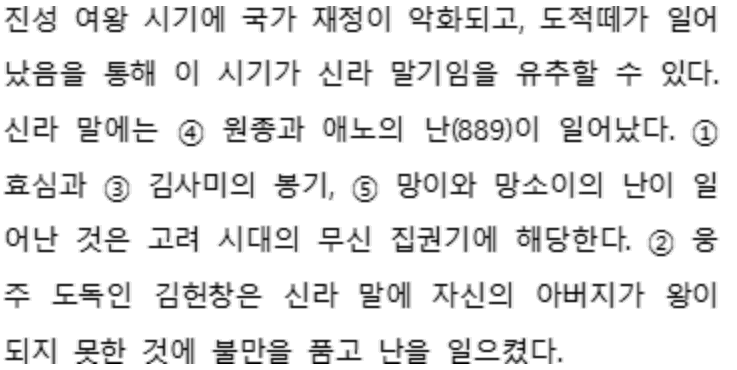 진성 여왕 시기에 국가 재정이 악화되고, 도적떼가 일어
났음을 통해 이 시기가 신라 말기임을 유추할 수 있다.
신라 말에는 ④ 원종과 애노의 난(889)이 일어났다. ①
효심과 ③ 김사미의 봉기, ⑤ 망이와 망소이의 난이 일
어난 것은 고려 시대의 무신 집권기에 해당한다. ② 웅
주 도독인 김헌창은 신라 말에 자신의 아버지가 왕이
되지 못한 것에 불만을 품고 난을 일으켰다.